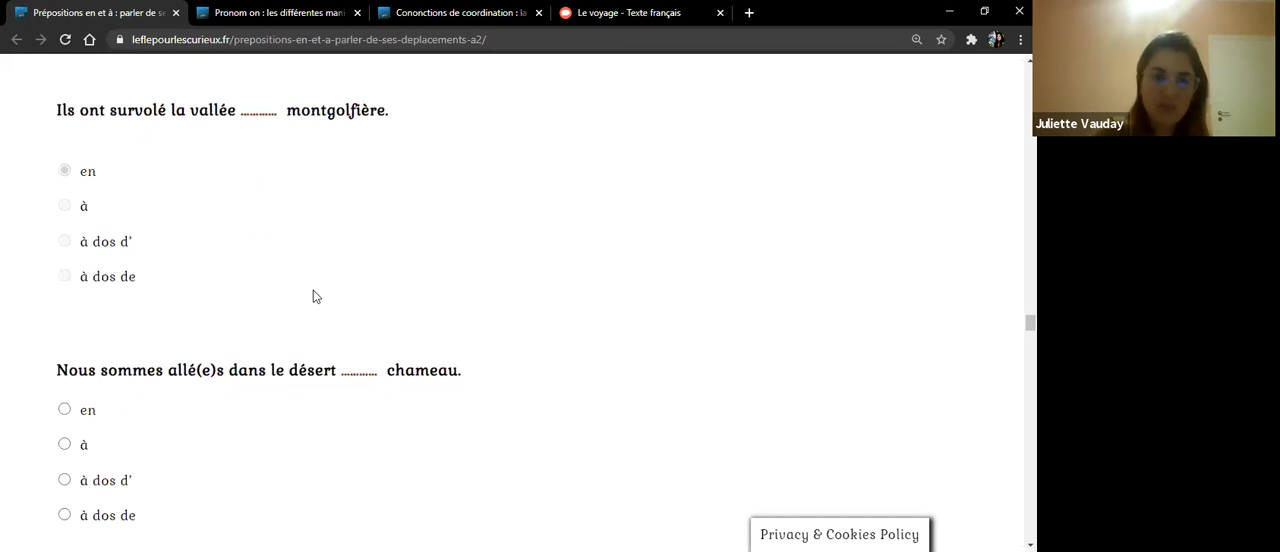 Prépositions en et à : parler de se
Pronom on : les différentes mani
Cononctions de coordination : la
Le voyage - Texte français
leflepourlescurieux.fr/prepositions-en-et-a-parler-de-ses-deplacements-a2/
Juliette Vauday
Ils ont survolé la vallée ............ montgolfière.
en
à
à dos d'
à dos de
Nous sommes allé(e)s dans le désert ............ chameau.
en
à
à dos d'
à dos de
Privacy & Cookies Policy